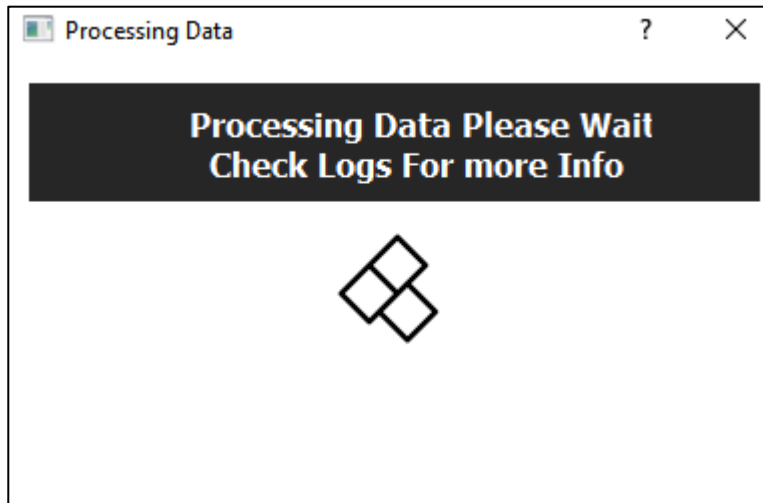 Processing Data
Processing Data Please Wait
Check Logs For more Info